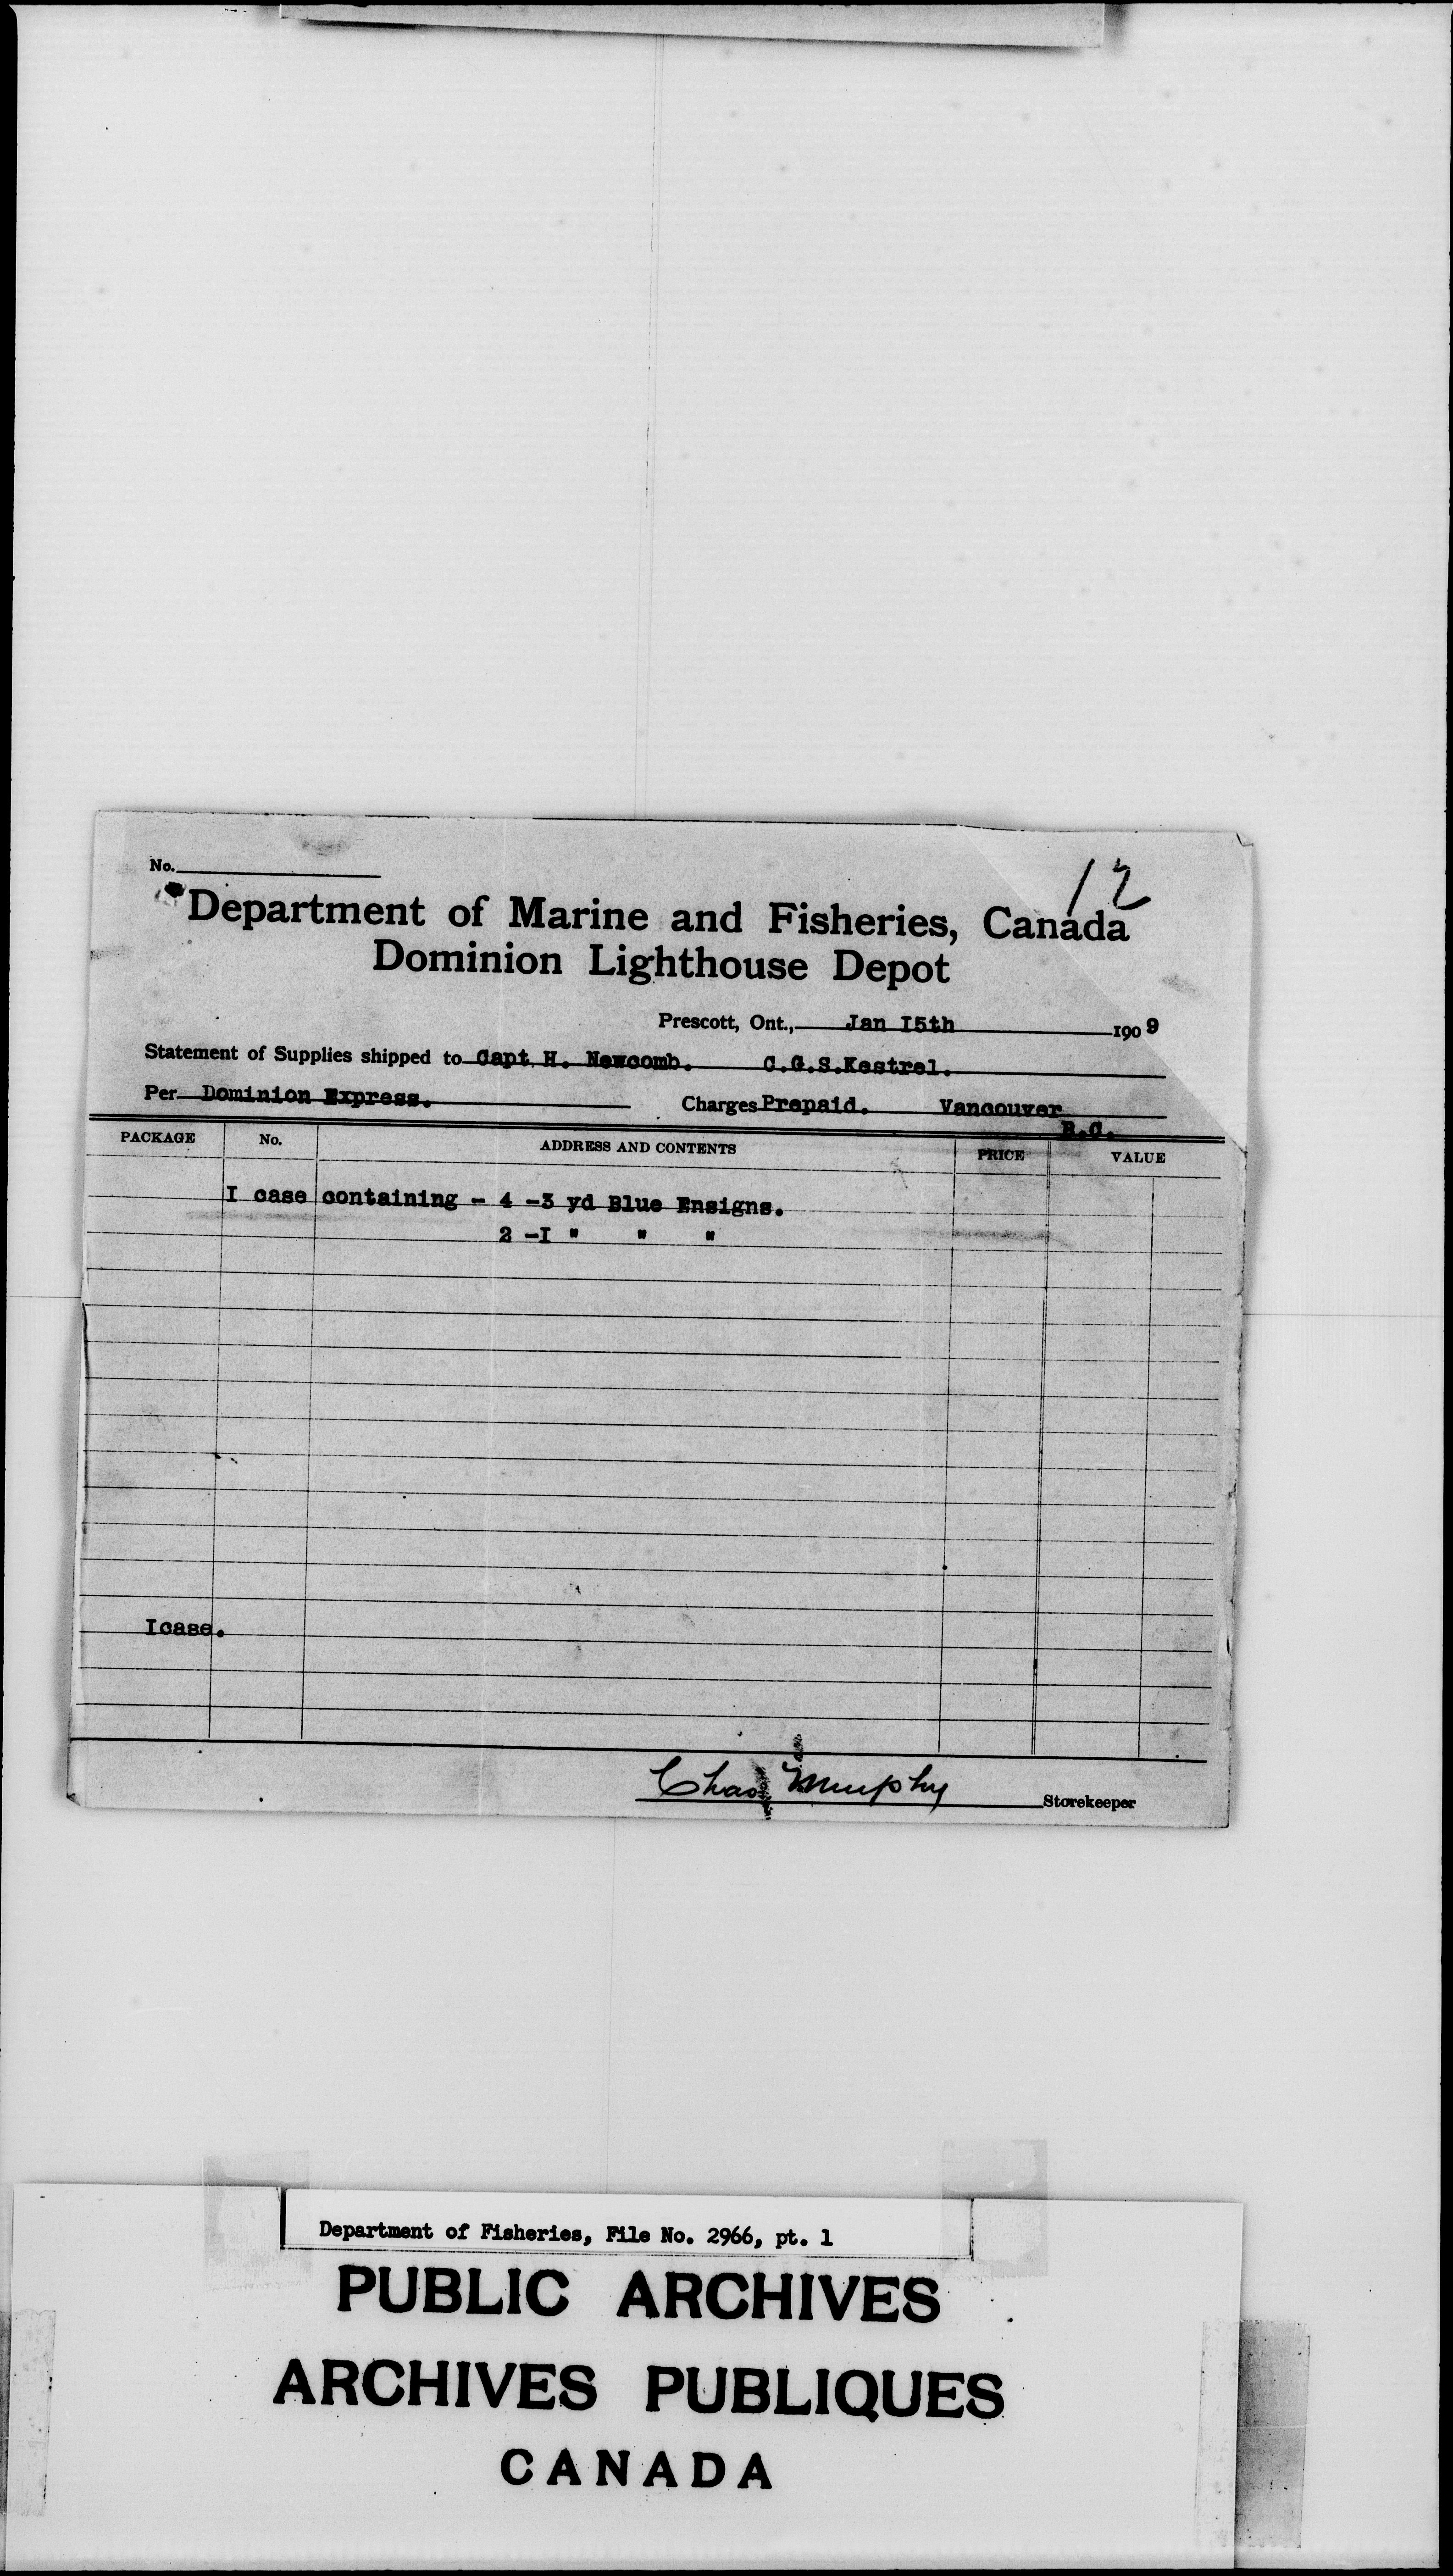 No.
12
Department of Marine and Fisheries, Canada
Dominion Lighthouse Depot
Prescott, Ont., Jan I5th 1909
Statement of Supplies shipped to Capt. H. Newcomb. C.G.S.Kestrel.
Per Dominion Express. Charges Prepaid. Vancouver
B.C.
PACKAGE No. ADDRESS AND CONTENTS PRICE VALUE
I case containing - 4 -3 yd Blue Ensigns.
2 -I " " "
Icase.
Chas Murphy Storekeeper
Department of Fisheries, File No. 2966, pt. 1
PUBLIC ARCHIVES
ARCHIVES PUBLIQUES
CANADA